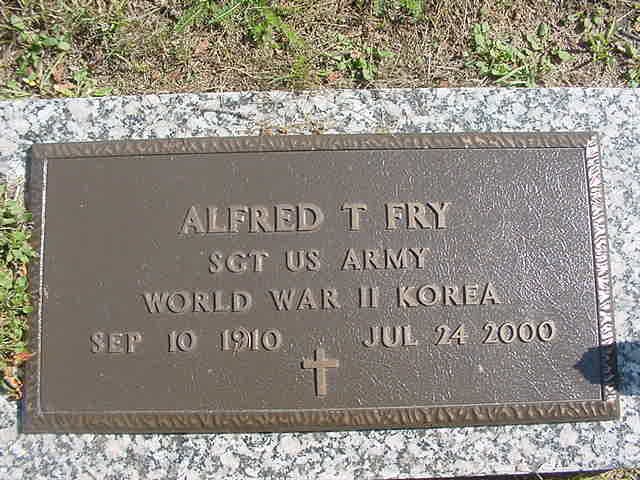 ALFRED T FRY
SGT US ARMY
WORLD WAR II KOREA
SEP 10 1910 JUL 24 2000